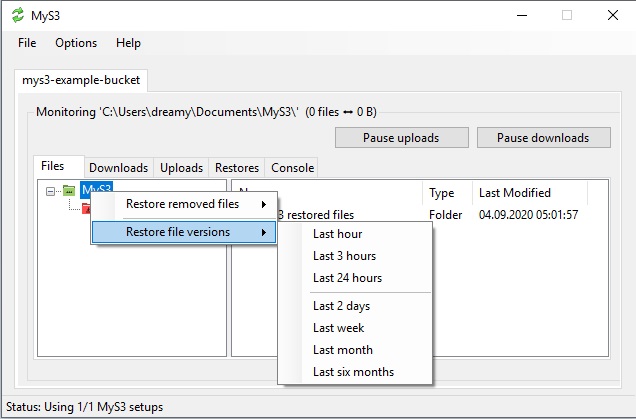 MyS3
File Options Help
mys3-example-bucket
Monitoring 'C:\Users\dreamy\Documents\MyS3\' (0 files ↔ 0 B)
Pause uploads Pause downloads
Files Downloads Uploads Restores Console
MyS3 Type Last Modified
Restore removed files 3 restored files Folder 04.09.2020 05:01:57
Restore file versions
Last hour
Last 3 hours
Last 24 hours
Last 2 days
Last week
Last month
Last six months
Status: Using 1/1 MyS3 setups